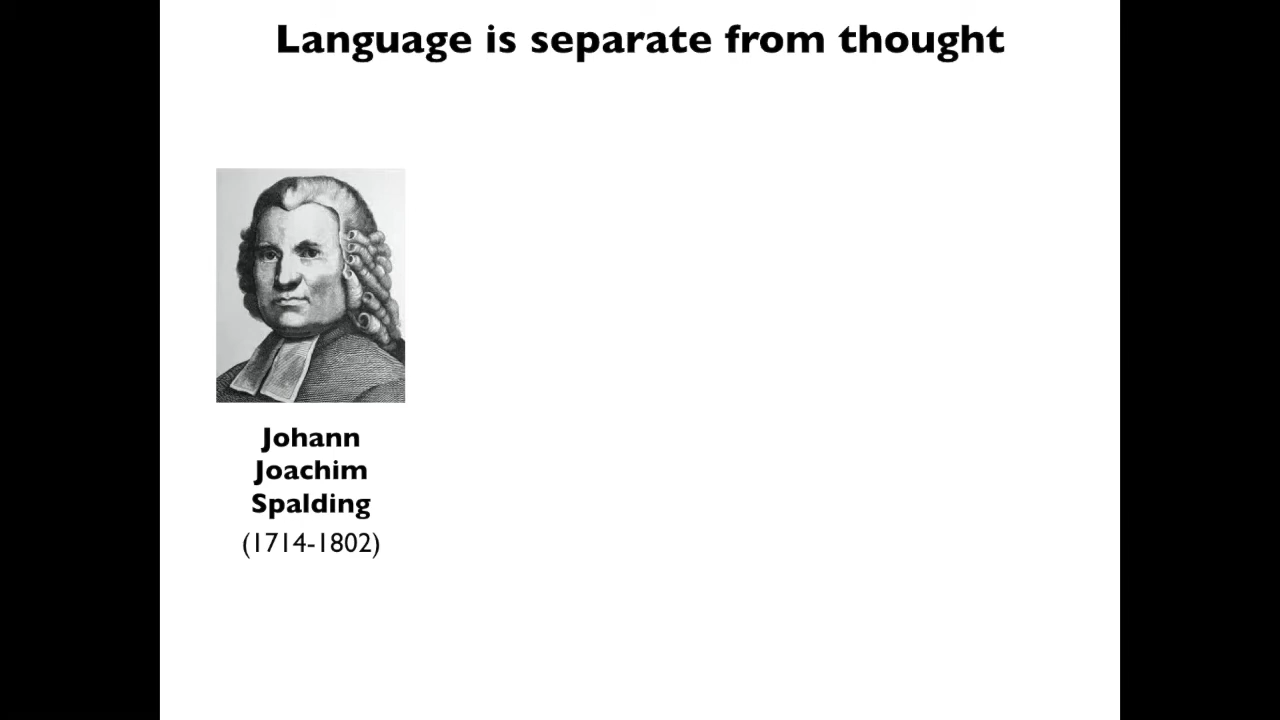 Language is separate from thought
Johann
Joachim
Spalding
(1714-1802)